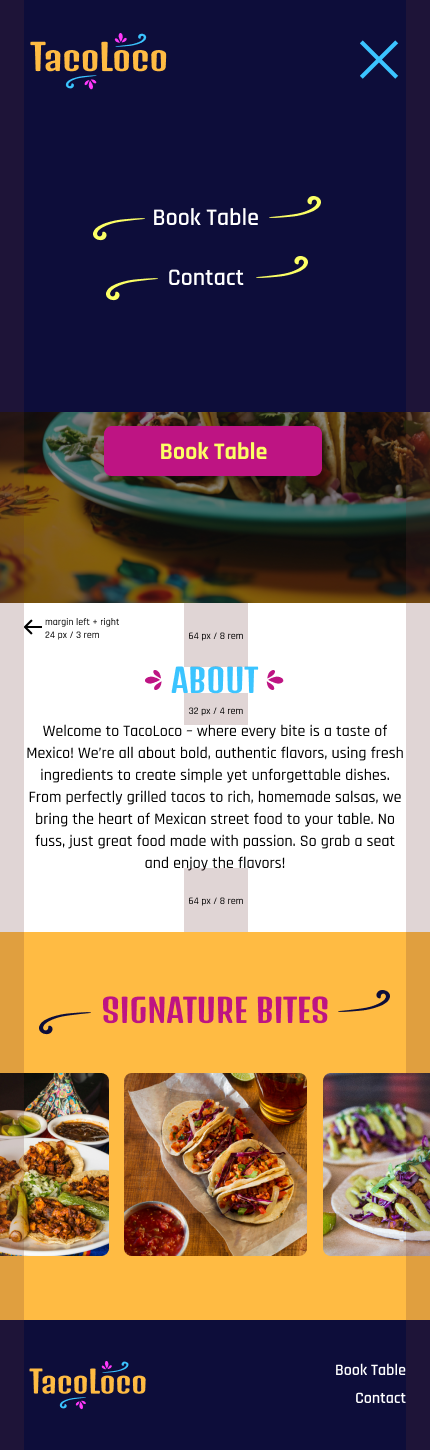 TacoLoco
Book Table
Contact
Book Table
margin left + right
24 px / 3 rem
64 px / 8 rem
ABOUT
32 px / 4 rem
Welcome to TacoLoco – where every bite is a taste of
Mexico! We're all about bold, authentic flavors, using fresh
ingredients to create simple yet unforgettable dishes.
From perfectly grilled tacos to rich, homemade salsas, we
bring the heart of Mexican street food to your table. No
fuss, just great food made with passion. So grab a seat
and enjoy the flavors!
64 px / 8 rem
SIGNATURE BITES
TacoLoco
Book Table
Contact